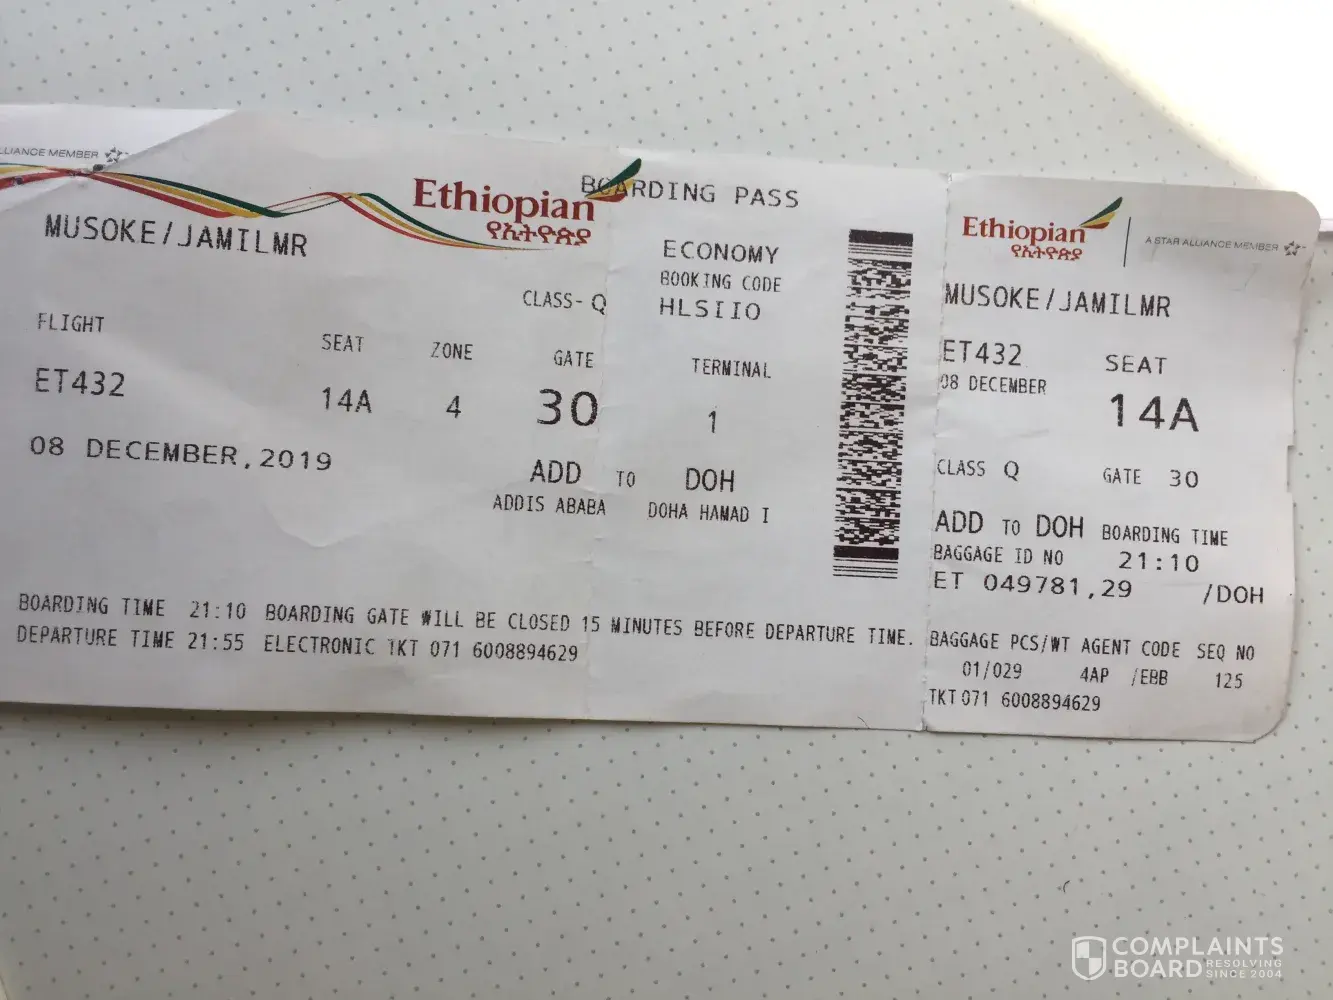 ALLIANCE MEMBER
Ethiopian
የኢትዮጵያ
BOARDING PASS
MUSOKE/JAMILMR
ECONOMY
BOOKING CODE
CLASS- Q
HLSIIO
FLIGHT
SEAT
ZONE
GATE
TERMINAL
ET432
14A
4
30
1
08 DECEMBER,2019
ADD TO DOH
ADDIS ABABA
DOHA HAMAD I
BOARDING TIME 21:10 BOARDING GATE WILL BE CLOSED 15 MINUTES BEFORE DEPARTURE TIME.
DEPARTURE TIME 21:55 ELECTRONIC TKT 071 6008894629
Ethiopian
የኢትዮጵያ
A STAR ALLIANCE MEMBER
MUSOKE/JAMILMR
ET432
SEAT
08 DECEMBER
14A
CLASS Q
GATE 30
ADD TO DOH BOARDING TIME
BAGGAGE ID NO 21:10
ET 049781,29 /DOH
BAGGAGE PCS/WT AGENT CODE SEQ NO
01/029 4AP /EBB 125
TKT 071 6008894629
COMPLAINTS
BOARD RESOLVING
SINCE 2004